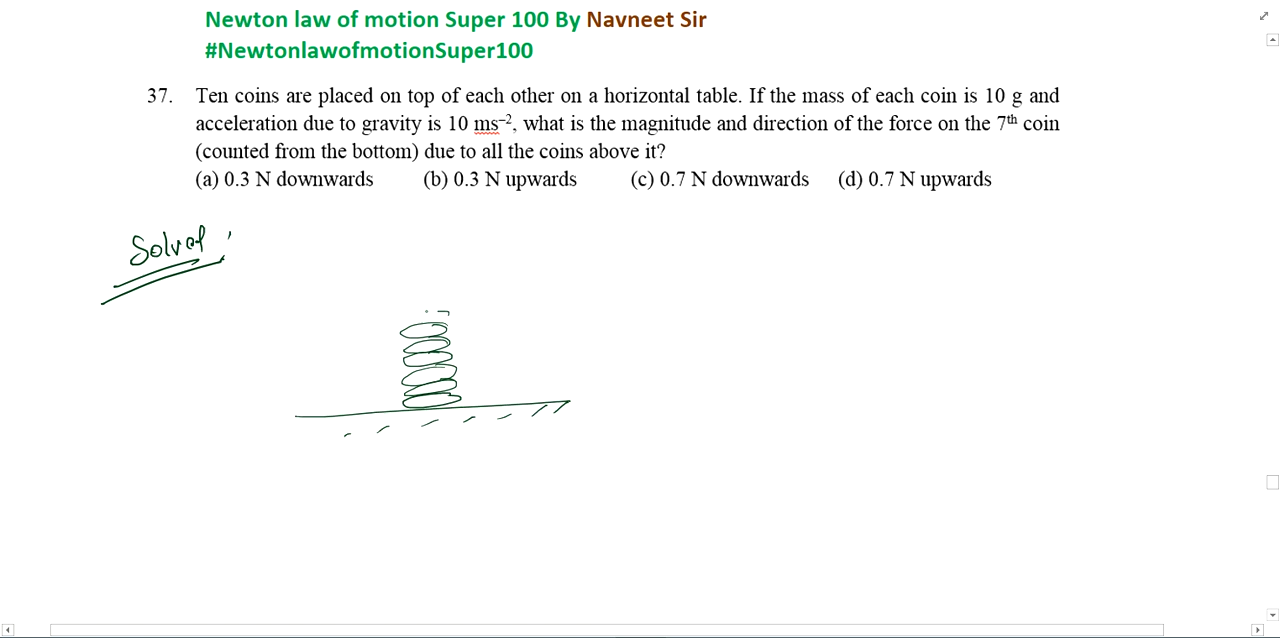 Newton law of motion Super 100 By Navneet Sir
#NewtonlawofmotionSuper100
37. Ten coins are placed on top of each other on a horizontal table. If the mass of each coin is 10 g and
acceleration due to gravity is 10 ms⁻², what is the magnitude and direction of the force on the 7ᵗʰ coin
(counted from the bottom) due to all the coins above it?
(a) 0.3 N downwards (b) 0.3 N upwards (c) 0.7 N downwards (d) 0.7 N upwards